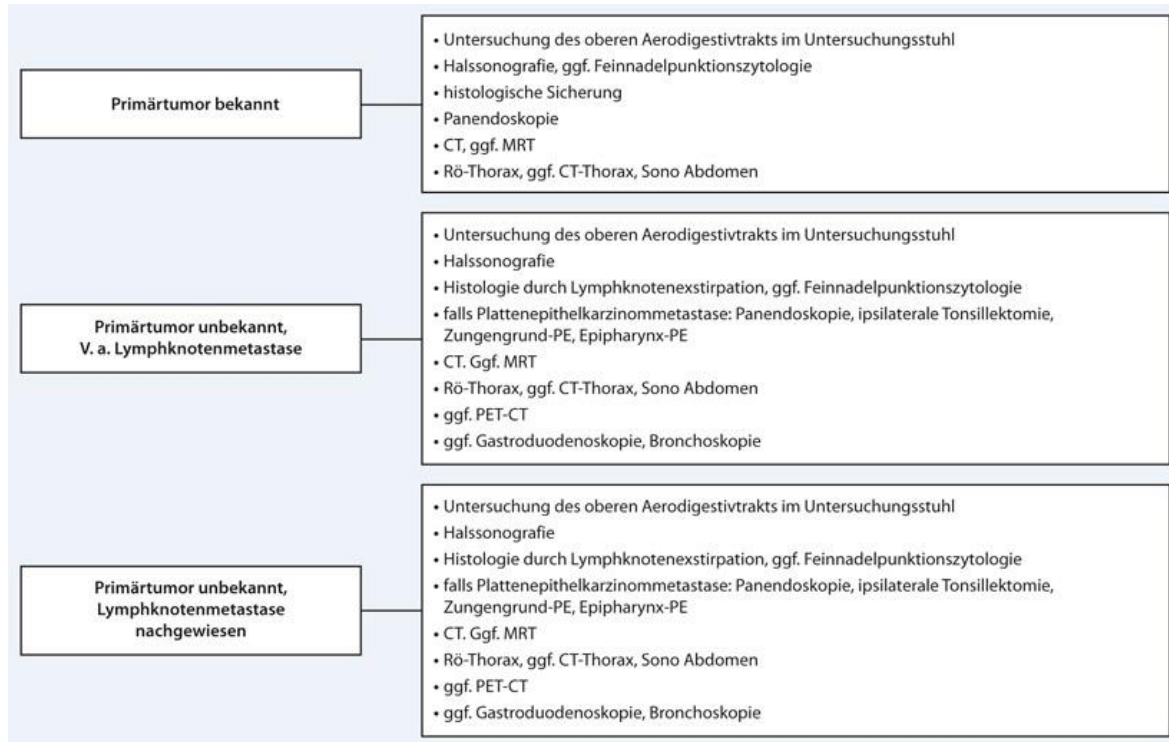 Primärtumor bekannt
• Untersuchung des oberen Aerodigestivtrakts im Untersuchungsstuhl
• Halssonografie, ggf. Feinnadelpunktionszytologie
• histologische Sicherung
• Panendoskopie
• CT, ggf. MRT
• Rö-Thorax, ggf. CT-Thorax, Sono Abdomen
Primärtumor unbekannt,
V. a. Lymphknotenmetastase
• Untersuchung des oberen Aerodigestivtrakts im Untersuchungsstuhl
• Halssonografie
• Histologie durch Lymphknotenexstirpation, ggf. Feinnadelpunktionszytologie
• falls Plattenepithelkarzinommetastase: Panendoskopie, ipsilaterale Tonsillektomie,
Zungengrund-PE, Epipharynx-PE
• CT. Ggf. MRT
• Rö-Thorax, ggf. CT-Thorax, Sono Abdomen
• ggf. PET-CT
• ggf. Gastroduodenoskopie, Bronchoskopie
Primärtumor unbekannt,
Lymphknotenmetastase
nachgewiesen
• Untersuchung des oberen Aerodigestivtrakts im Untersuchungsstuhl
• Halssonografie
• Histologie durch Lymphknotenexstirpation, ggf. Feinnadelpunktionszytologie
• falls Plattenepithelkarzinommetastase: Panendoskopie, ipsilaterale Tonsillektomie,
Zungengrund-PE, Epipharynx-PE
• CT. Ggf. MRT
• Rö-Thorax, ggf. CT-Thorax, Sono Abdomen
• ggf. PET-CT
• ggf. Gastroduodenoskopie, Bronchoskopie